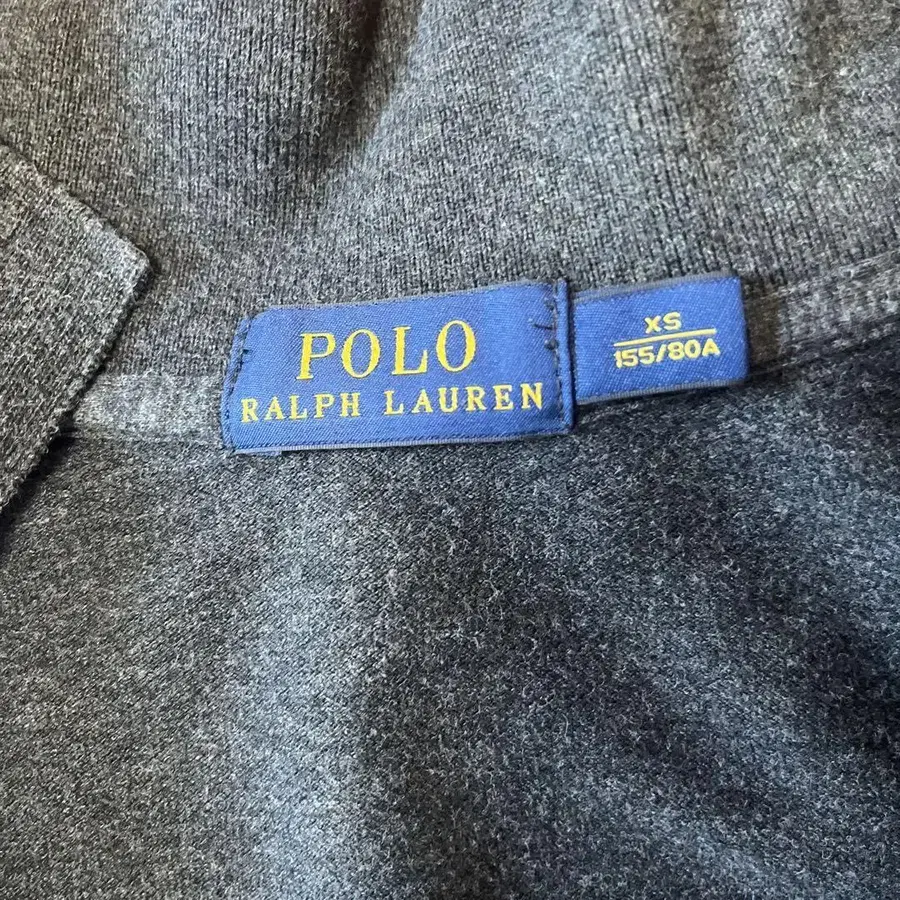 POLO
RALPH LAUREN
XS
155/80A